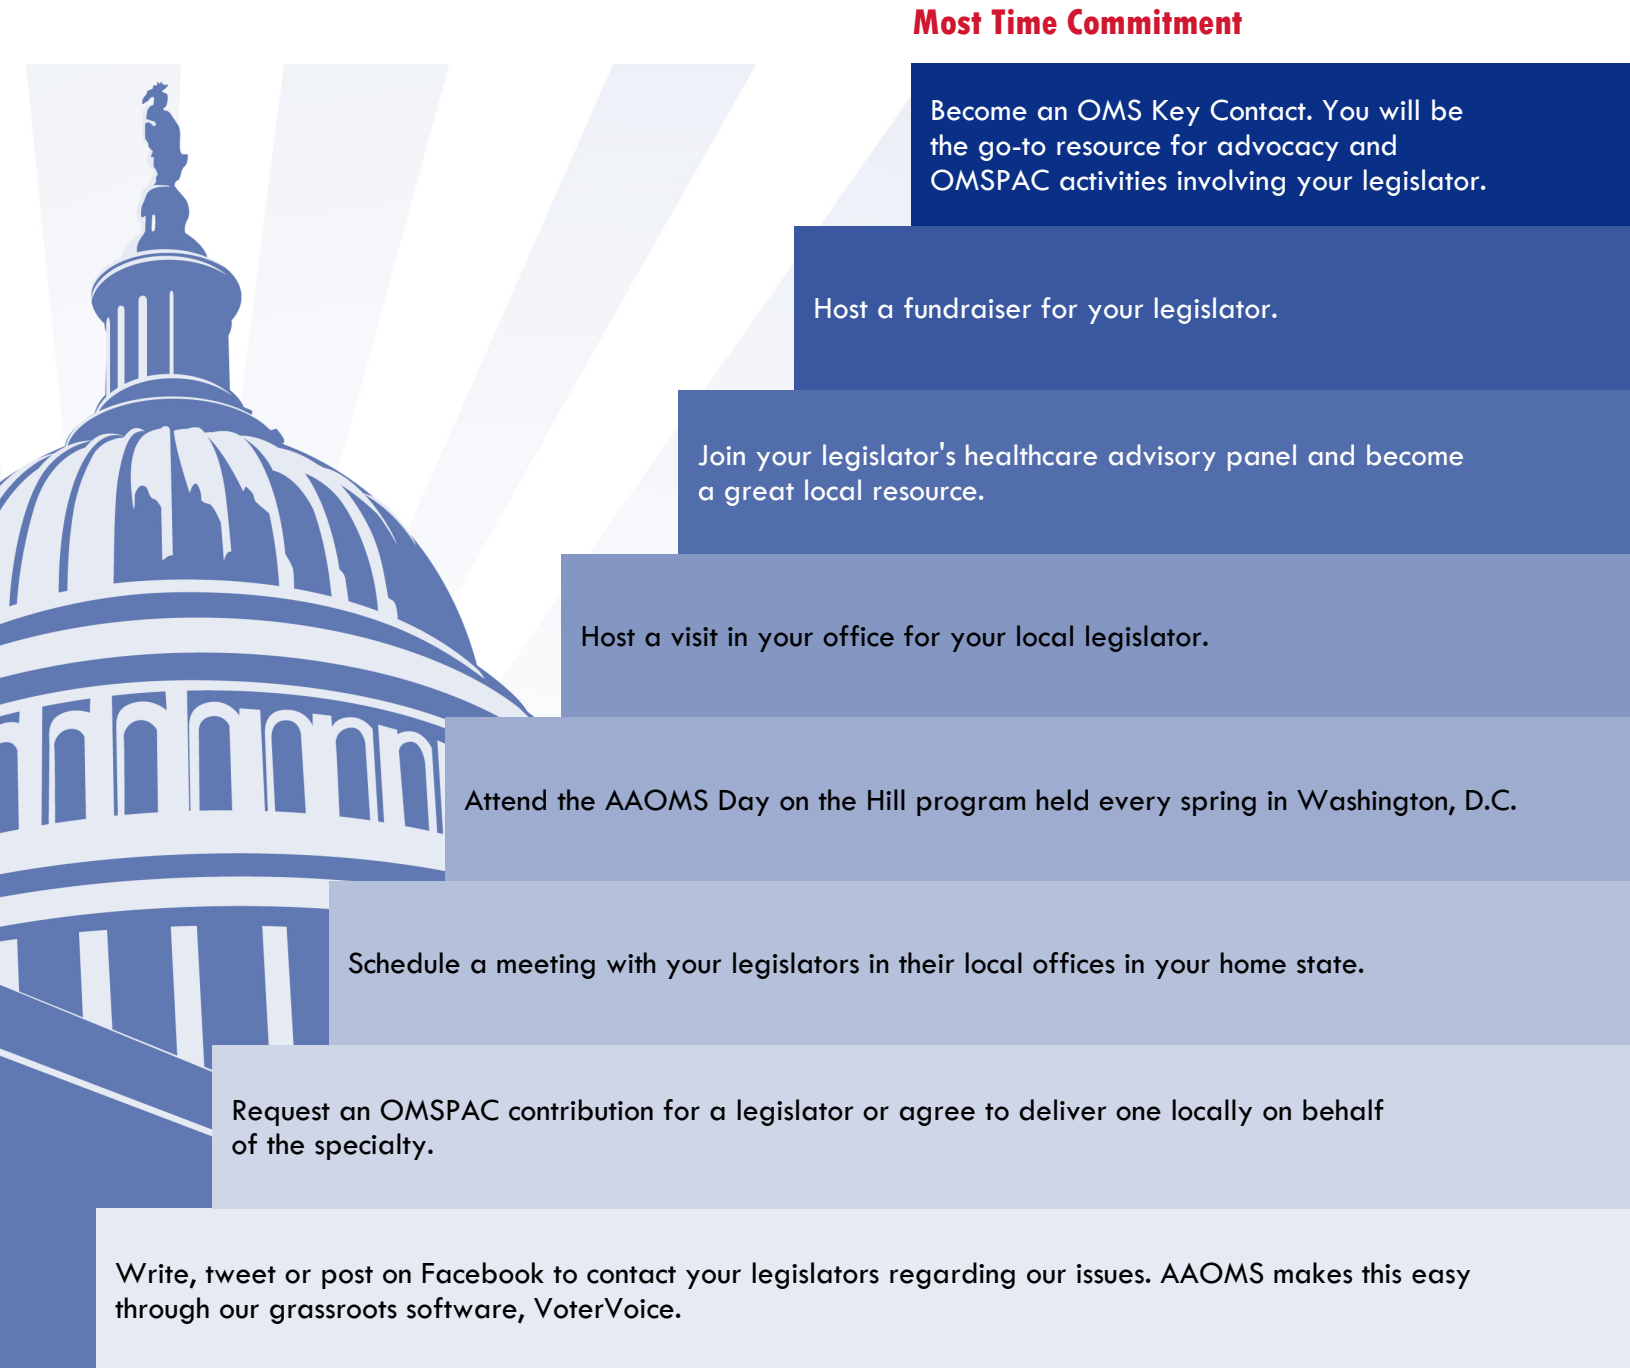 Most Time Commitment
Become an OMS Key Contact. You will be
the go-to resource for advocacy and
OMSPAC activities involving your legislator.
Host a fundraiser for your legislator.
Join your legislator's healthcare advisory panel and become
a great local resource.
Host a visit in your office for your local legislator.
Attend the AAOMS Day on the Hill program held every spring in Washington, D.C.
Schedule a meeting with your legislators in their local offices in your home state.
Request an OMSPAC contribution for a legislator or agree to deliver one locally on behalf
of the specialty.
Write, tweet or post on Facebook to contact your legislators regarding our issues. AAOMS makes this easy
through our grassroots software, VoterVoice.